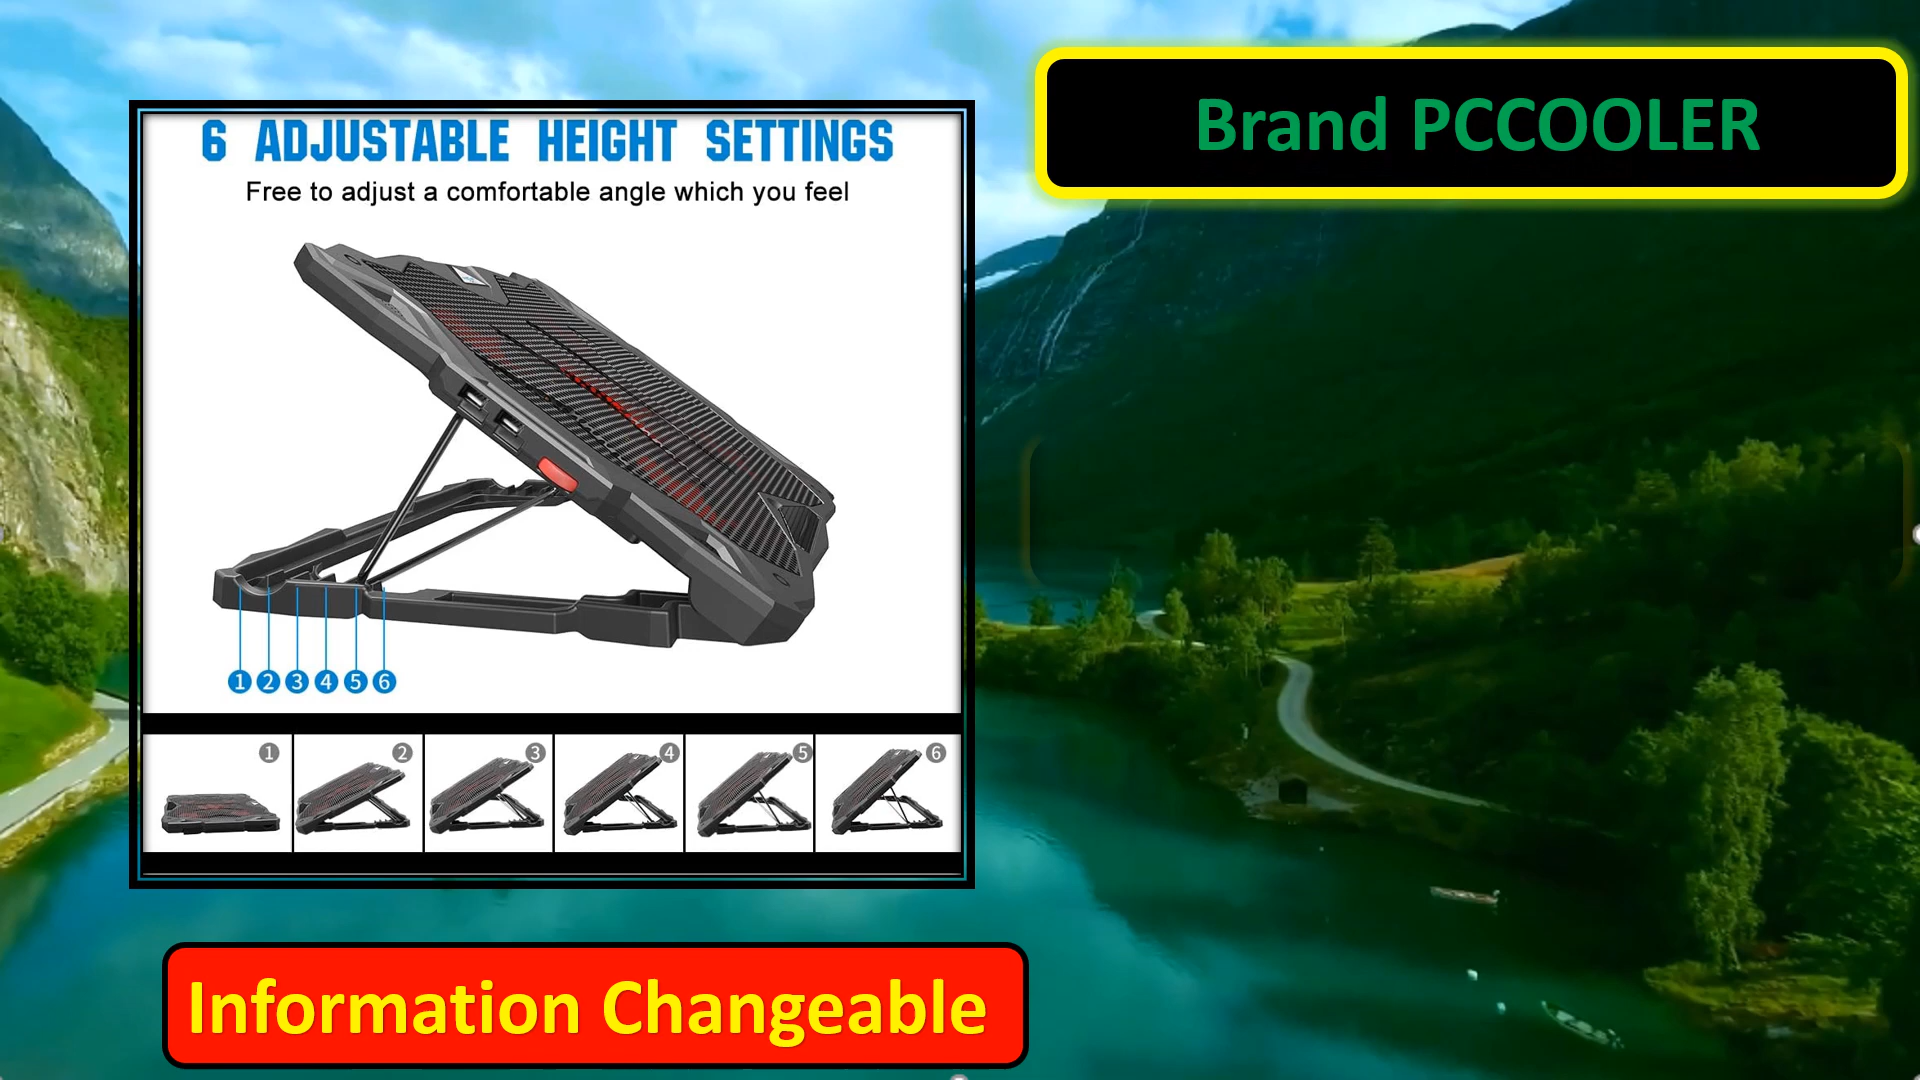 6 ADJUSTABLE HEIGHT SETTINGS
Free to adjust a comfortable angle which you feel
1 2 3 4 5 6
1 2 3 4 5 6
Brand PCCOOLER
Information Changeable